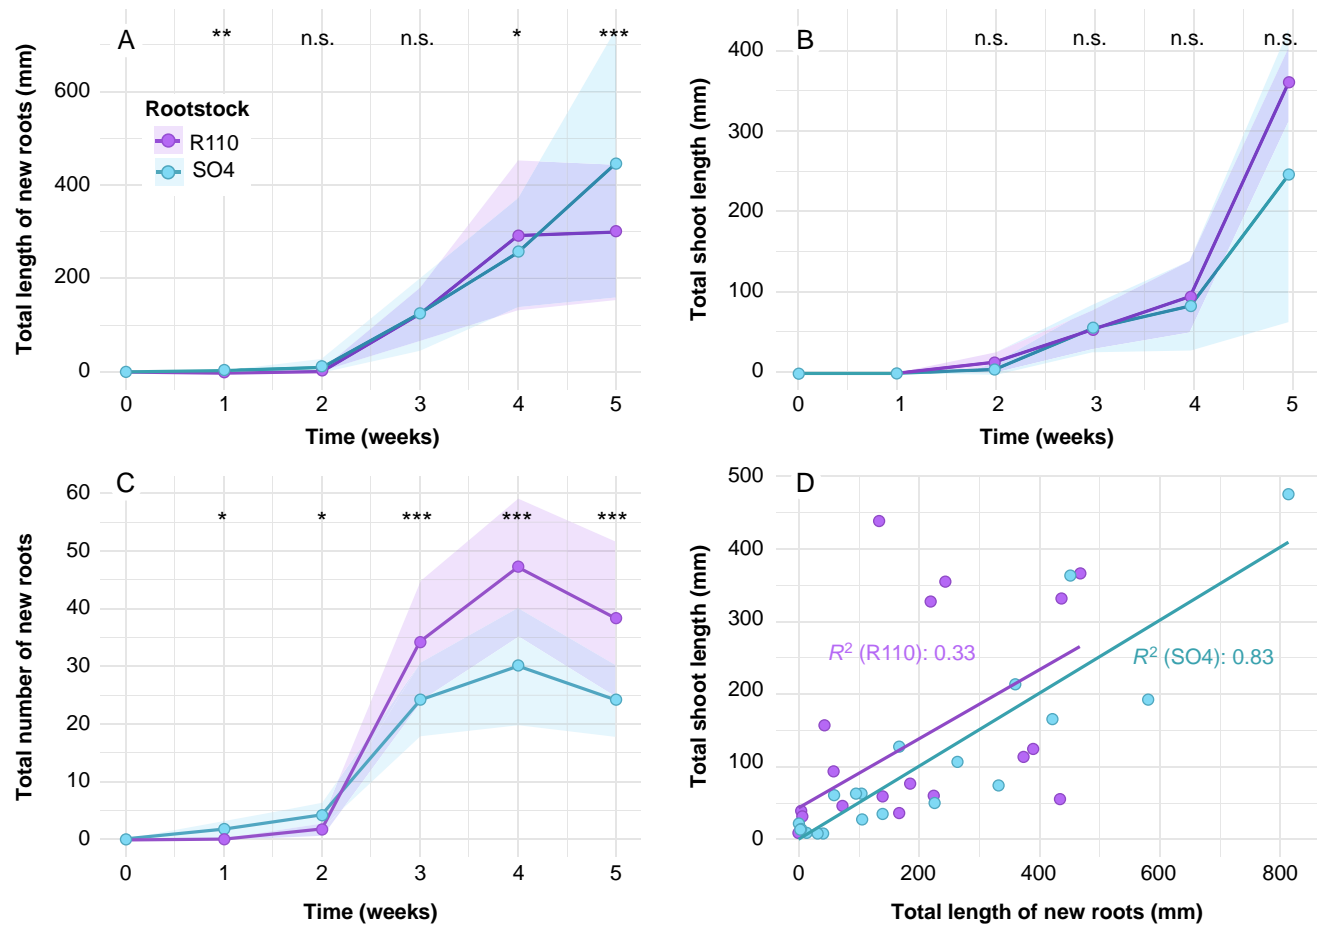 A
** n.s. n.s. * ***
Total length of new roots (mm)
600
400
200
0
Rootstock
R110
SO4
0 1 2 3 4 5
Time (weeks)
B
n.s. n.s. n.s. n.s.
Total shoot length (mm)
400
300
200
100
0
0 1 2 3 4 5
Time (weeks)
C
* * *** *** ***
Total number of new roots
60
50
40
30
20
10
0
0 1 2 3 4 5
Time (weeks)
D
Total shoot length (mm)
500
400
300
200
100
0
R² (R110): 0.33
R² (SO4): 0.83
0 200 400 600 800
Total length of new roots (mm)